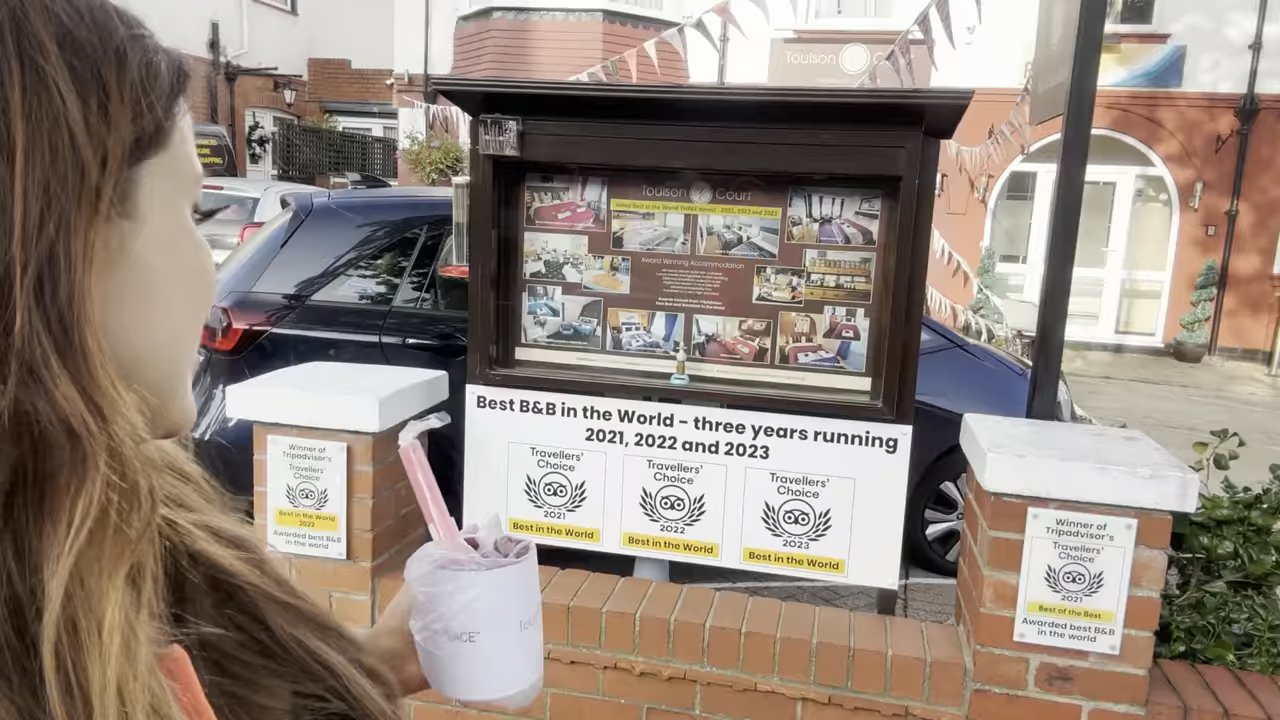 Toulson Court
Toulson Court
voted Best in the World THREE times! 2021, 2022 and 2023
Award Winning Accommodation
Best B&B in the World - three years running
2021, 2022 and 2023
Travellers'
Choice
2021
Best in the World
Travellers'
Choice
2022
Best in the World
Travellers'
Choice
2023
Best in the World
Winner of
Tripadvisor's
Travellers'
Choice
Best in the World
2022
Awarded best B&B
in the world
Winner of
Tripadvisor's
Travellers'
Choice
2021
Best of the Best
Awarded best B&B
in the world